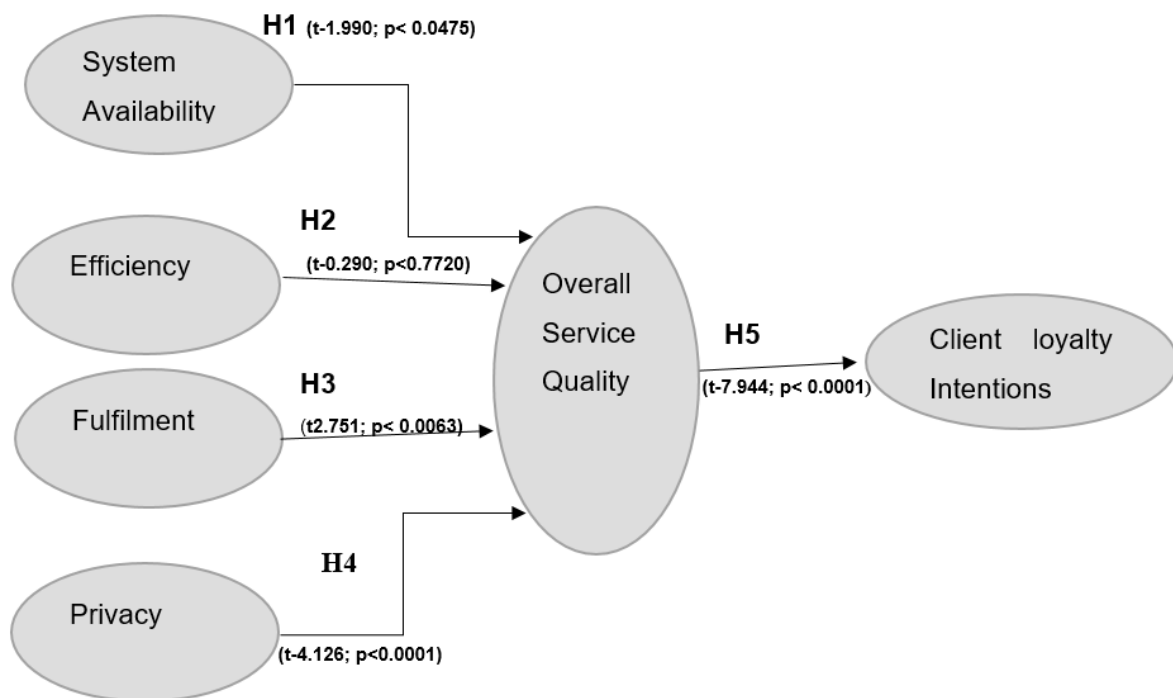 H1 (t-1.990; p< 0.0475)
System
Availability
H2
(t-0.290; p<0.7720)
Efficiency
H3
(t2.751; p< 0.0063)
Fulfilment
H4
Privacy
(t-4.126; p<0.0001)
Overall
Service
Quality
H5
(t-7.944; p< 0.0001)
Client loyalty
Intentions